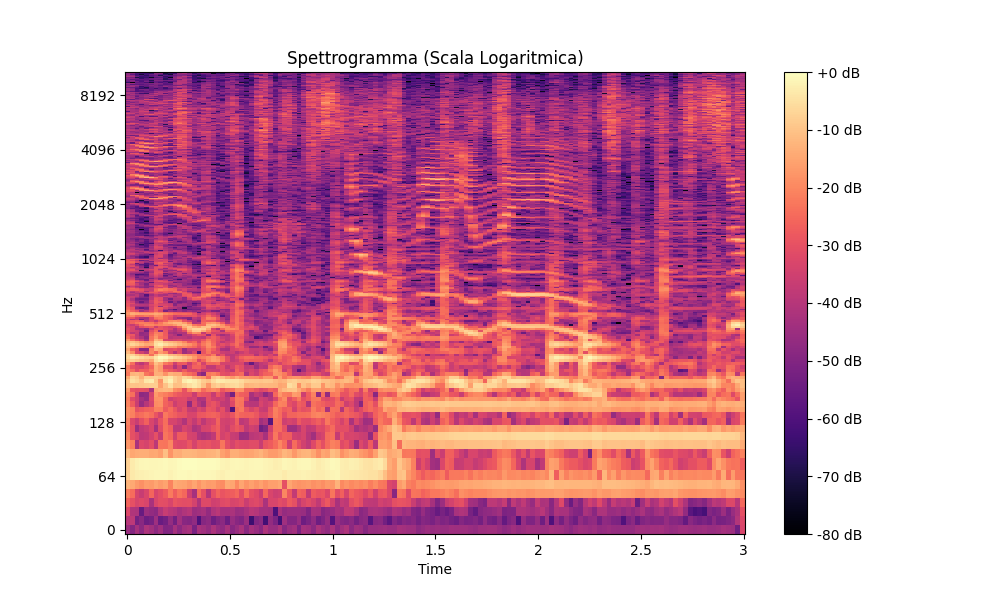 Spettrogramma (Scala Logaritmica)
Hz
8192
4096
2048
1024
512
256
128
64
0
0
0.5
1
1.5
2
2.5
3
Time
+0 dB
-10 dB
-20 dB
-30 dB
-40 dB
-50 dB
-60 dB
-70 dB
-80 dB